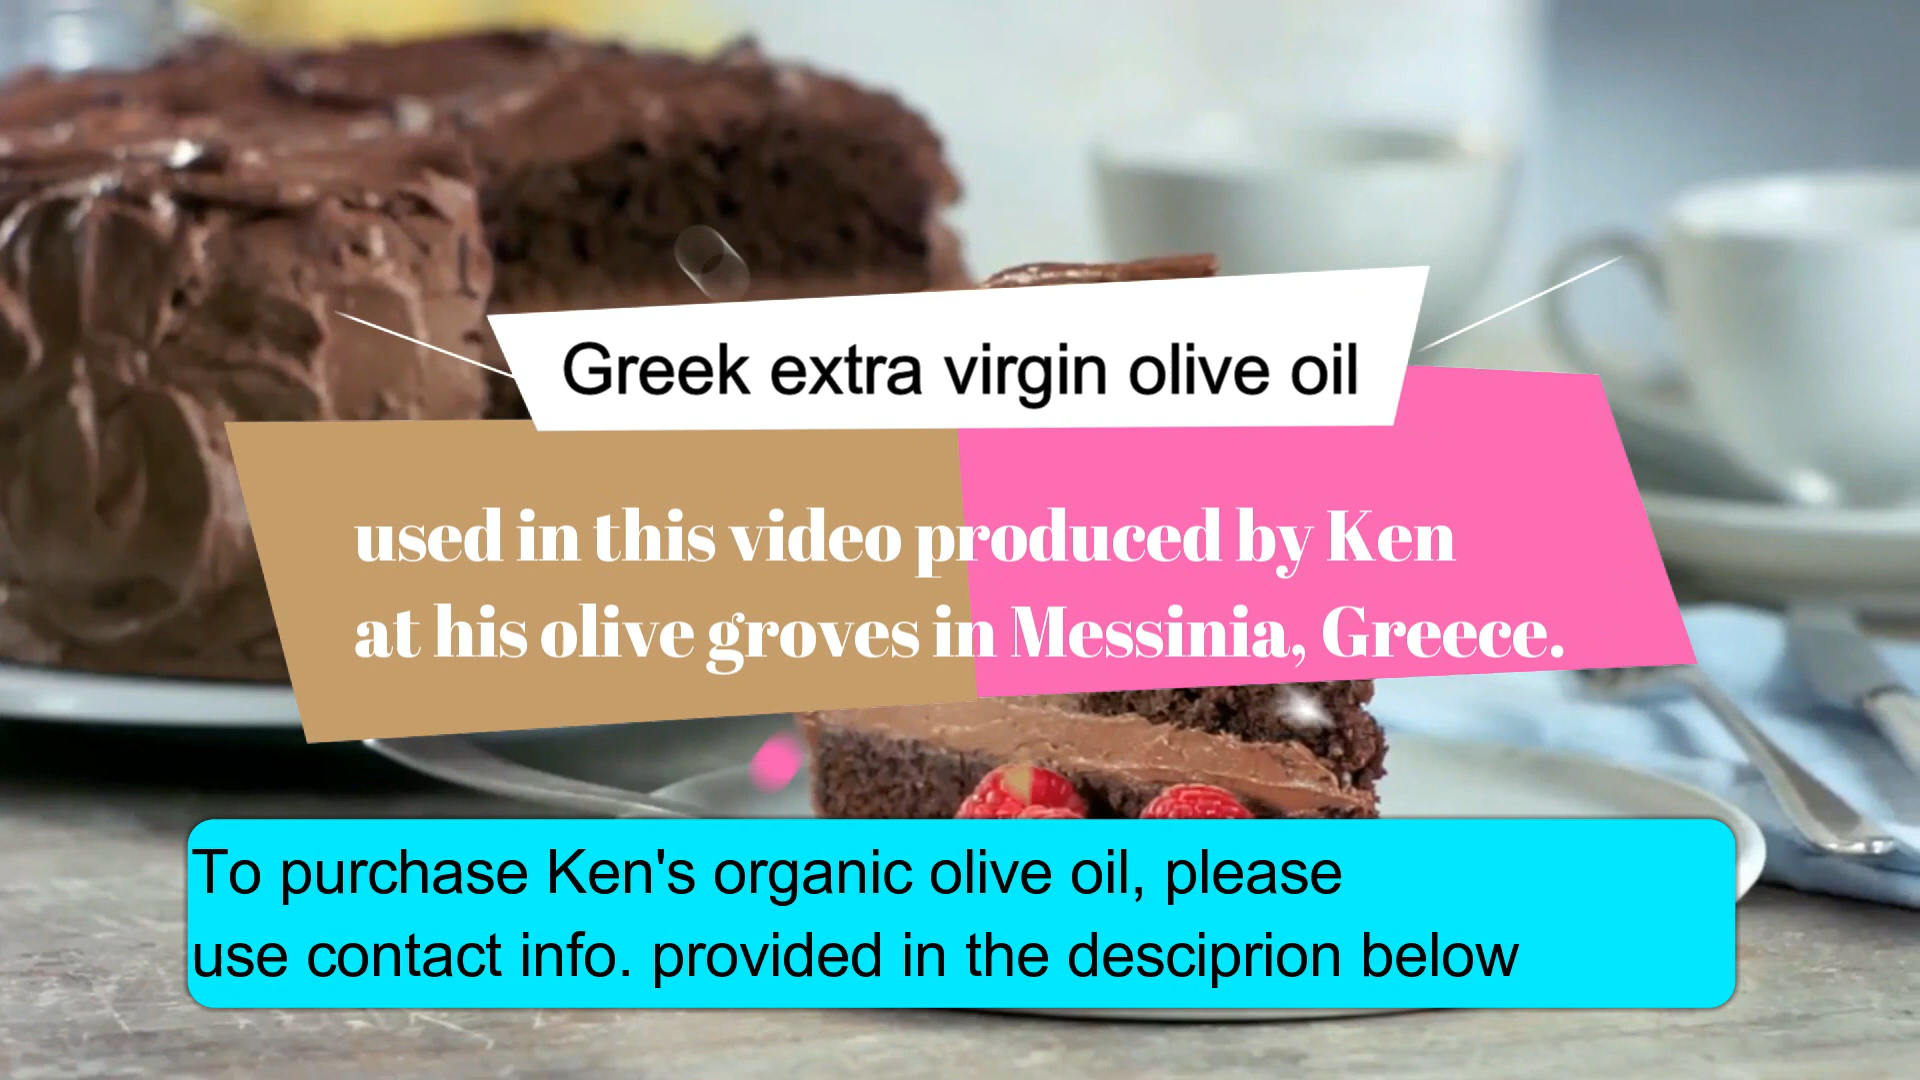 Greek extra virgin olive oil
used in this video produced by Ken
at his olive groves in Messinia, Greece.
To purchase Ken's organic olive oil, please
use contact info. provided in the desciprion below